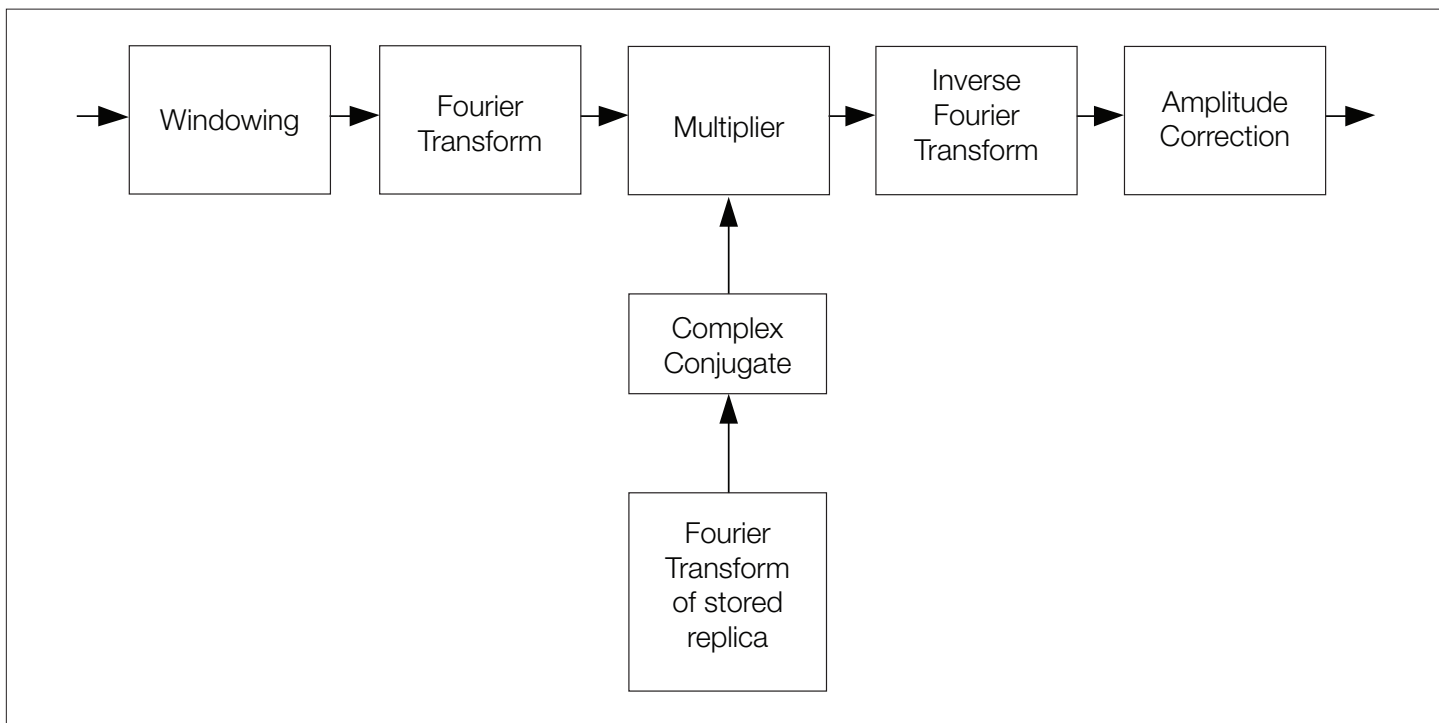 Windowing
Fourier
Transform
Multiplier
Inverse
Fourier
Transform
Amplitude
Correction
Complex
Conjugate
Fourier
Transform
of stored
replica